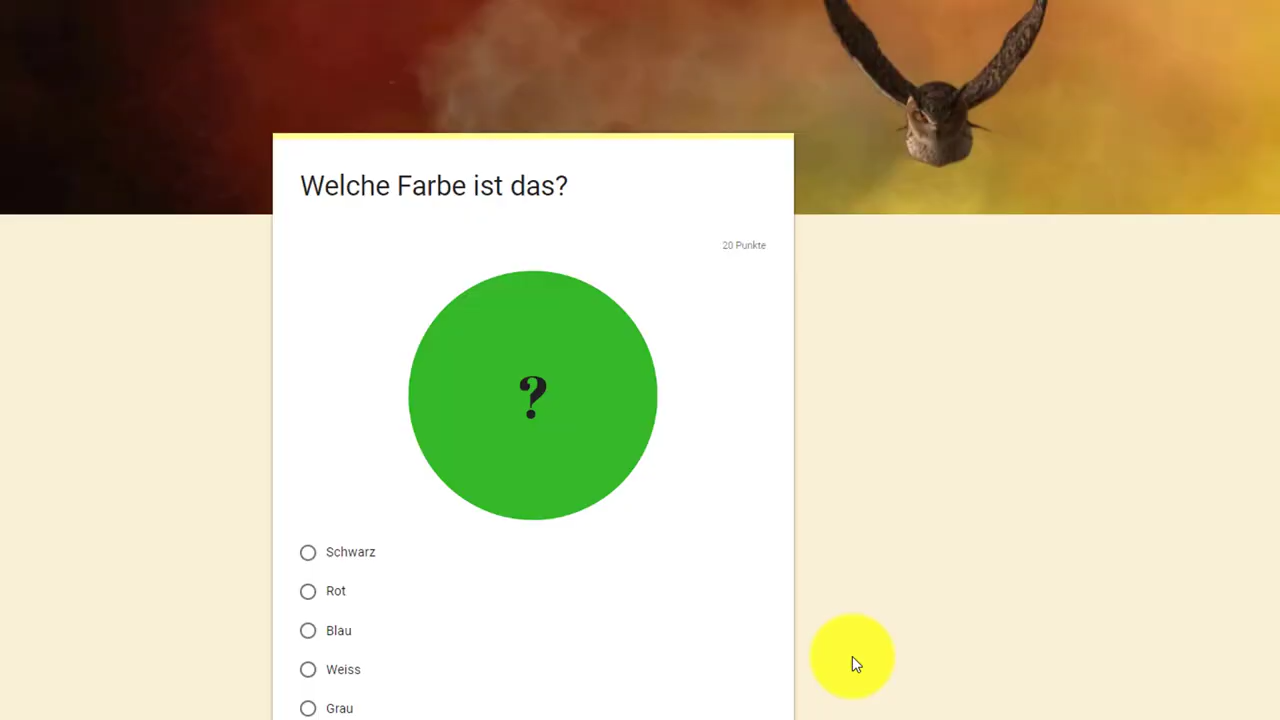 Welche Farbe ist das?
20 Punkte
?
Schwarz
Rot
Blau
Weiss
Grau